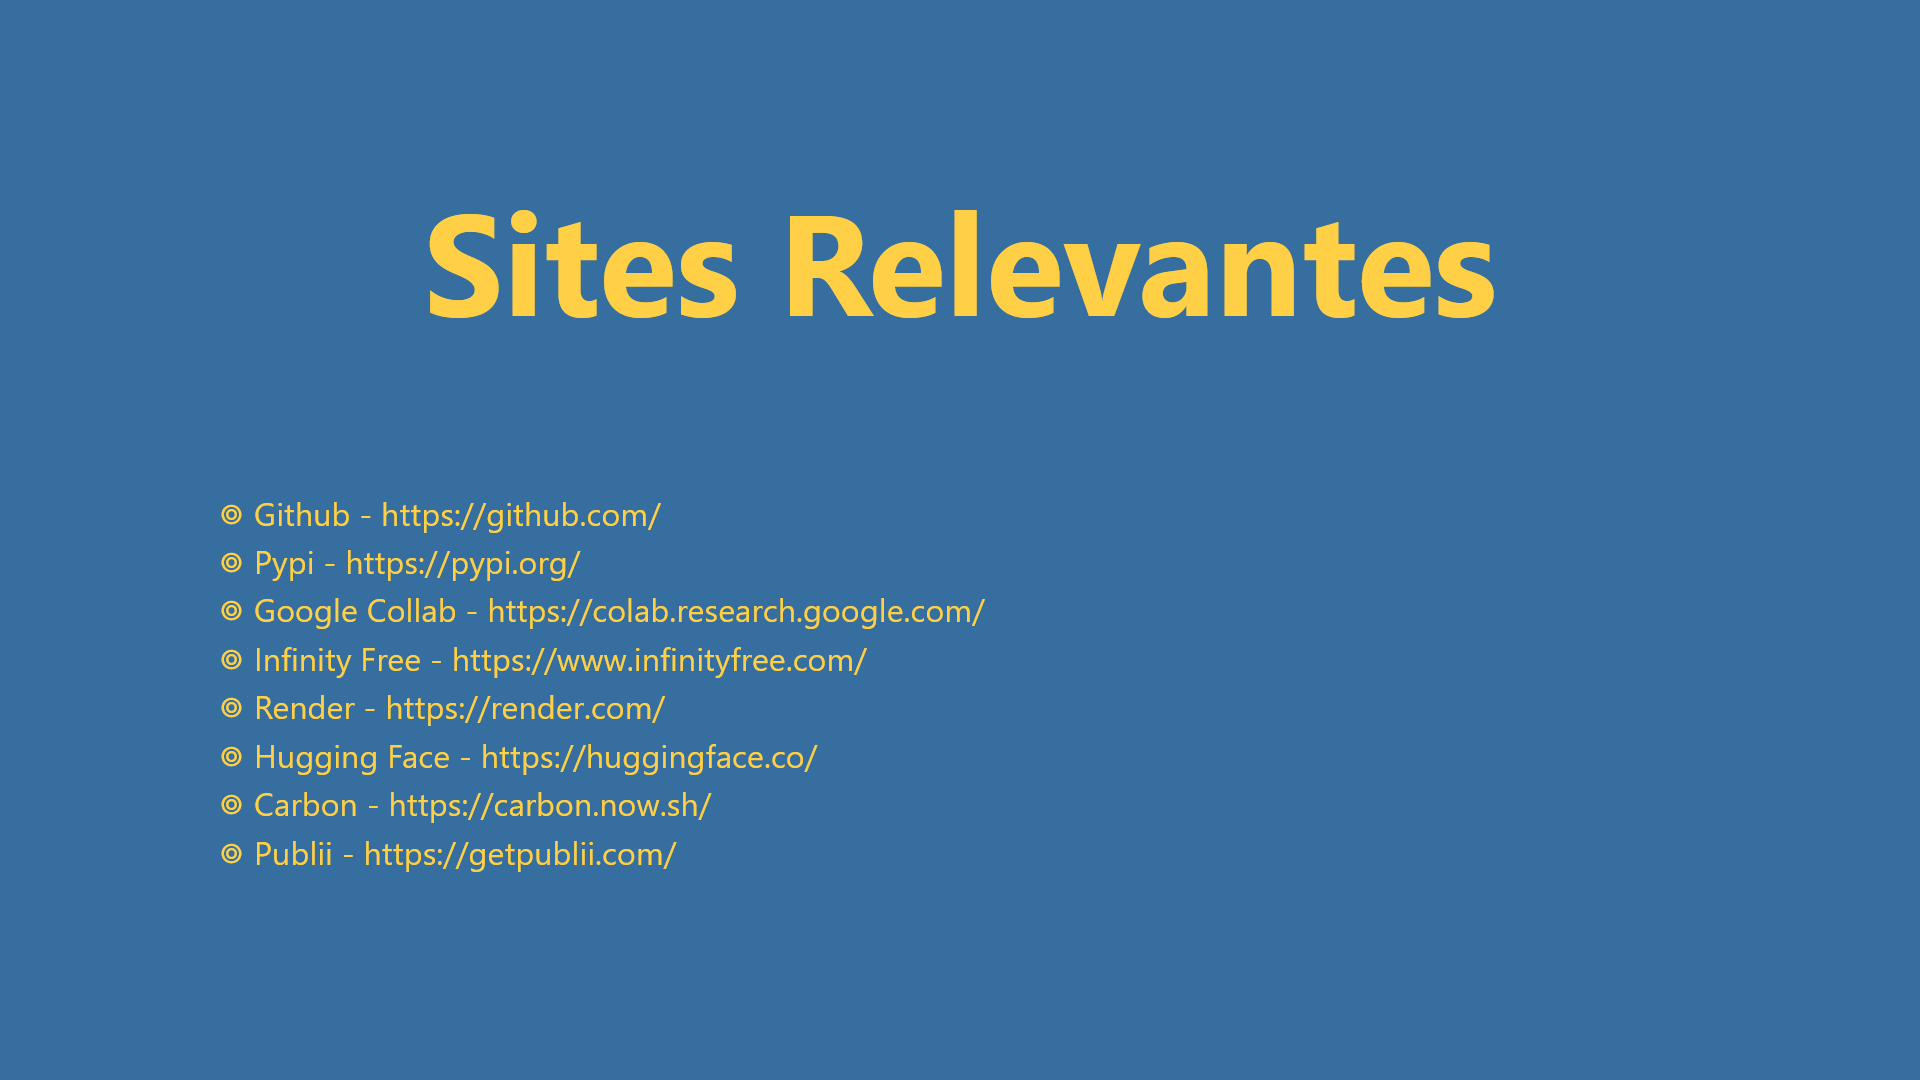 Sites Relevantes
⌾ Github - https://github.com/
⌾ Pypi - https://pypi.org/
⌾ Google Collab - https://colab.research.google.com/
⌾ Infinity Free - https://www.infinityfree.com/
⌾ Render - https://render.com/
⌾ Hugging Face - https://huggingface.co/
⌾ Carbon - https://carbon.now.sh/
⌾ Publii - https://getpublii.com/